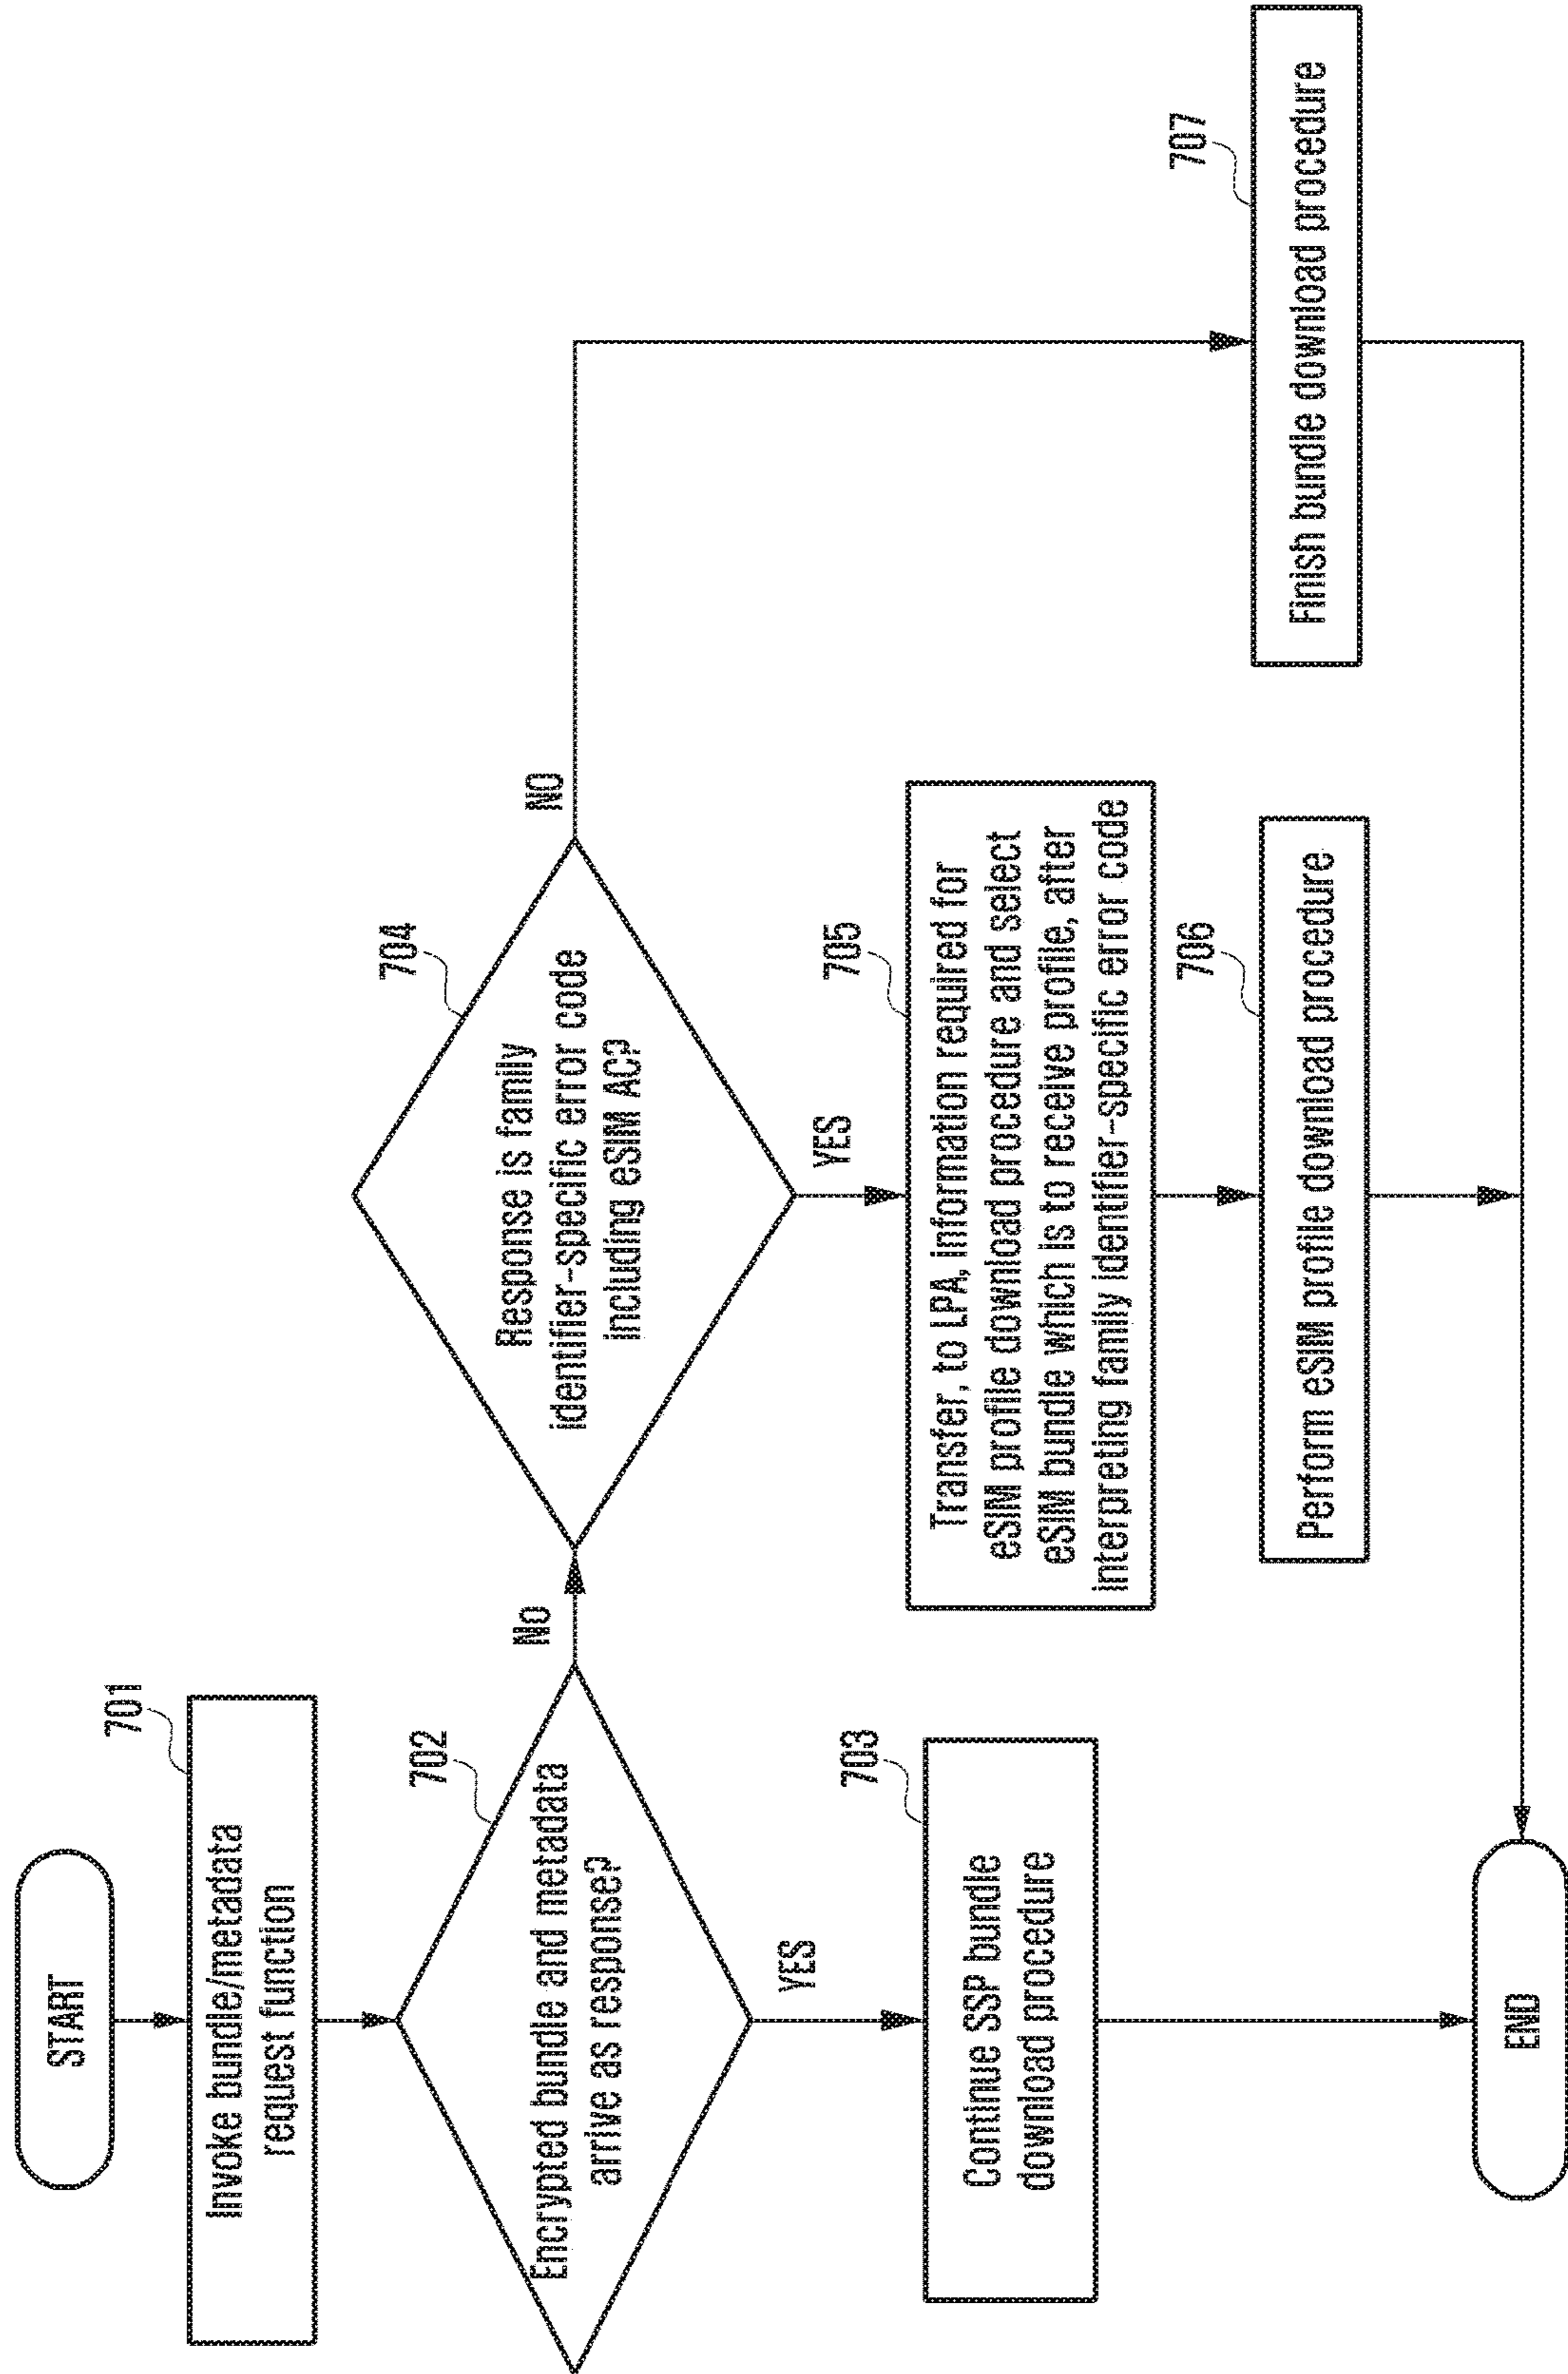 START
701
Invoke bundle/metadata
request function
702
Encrypted bundle and metadata
arrive as response?
No
YES
703
Continue SSP bundle
download procedure
704
Response is family
identifier-specific error code
including eSIM AC?
NO
YES
705
Transfer, to LPA, information required for
eSIM profile download procedure and select
eSIM bundle which is to receive profile, after
interpreting family identifier-specific error code
706
Perform eSIM profile download procedure
707
Finish bundle download procedure
END